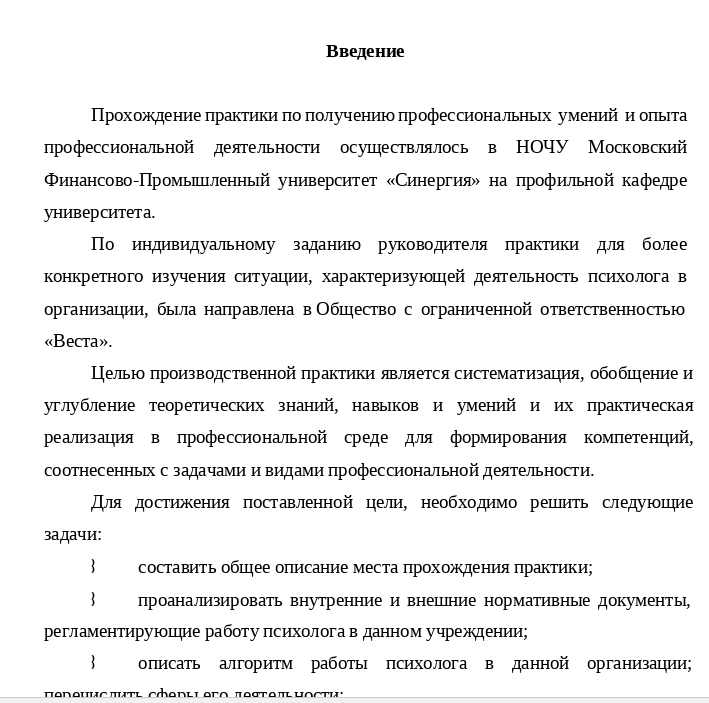 Введение
Прохождение практики по получению профессиональных умений и опыта
профессиональной деятельности осуществлялось в НОЧУ Московский
Финансово-Промышленный университет «Синергия» на профильной кафедре
университета.
По индивидуальному заданию руководителя практики для более
конкретного изучения ситуации, характеризующей деятельность психолога в
организации, была направлена в Общество с ограниченной ответственностью
«Веста».
Целью производственной практики является систематизация, обобщение и
углубление теоретических знаний, навыков и умений и их практическая
реализация в профессиональной среде для формирования компетенций,
соотнесенных с задачами и видами профессиональной деятельности.
Для достижения поставленной цели, необходимо решить следующие
задачи:
⌇ составить общее описание места прохождения практики;
⌇ проанализировать внутренние и внешние нормативные документы,
регламентирующие работу психолога в данном учреждении;
⌇ описать алгоритм работы психолога в данной организации;
перечислить сферы его деятельности;